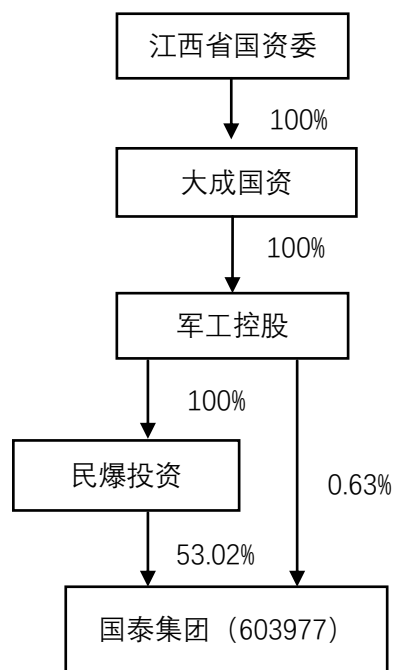 江西省国资委
100%
大成国资
100%
军工控股
100%
民爆投资
0.63%
53.02%
国泰集团（603977）